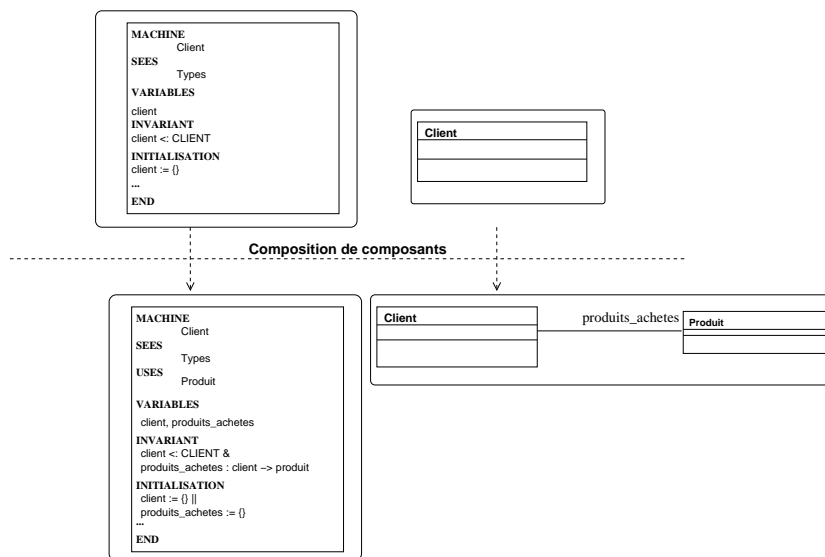 MACHINE
Client
SEES
Types
VARIABLES
client
INVARIANT
client <: CLIENT
INITIALISATION
client := {}
...
END
Client
Composition de composants
MACHINE
Client
SEES
Types
USES
Produit
VARIABLES
client, produits_achetes
INVARIANT
client <: CLIENT &
produits_achetes : client −> produit
INITIALISATION
client := {} ||
produits_achetes := {}
...
END
Client
produits_achetes
Produit